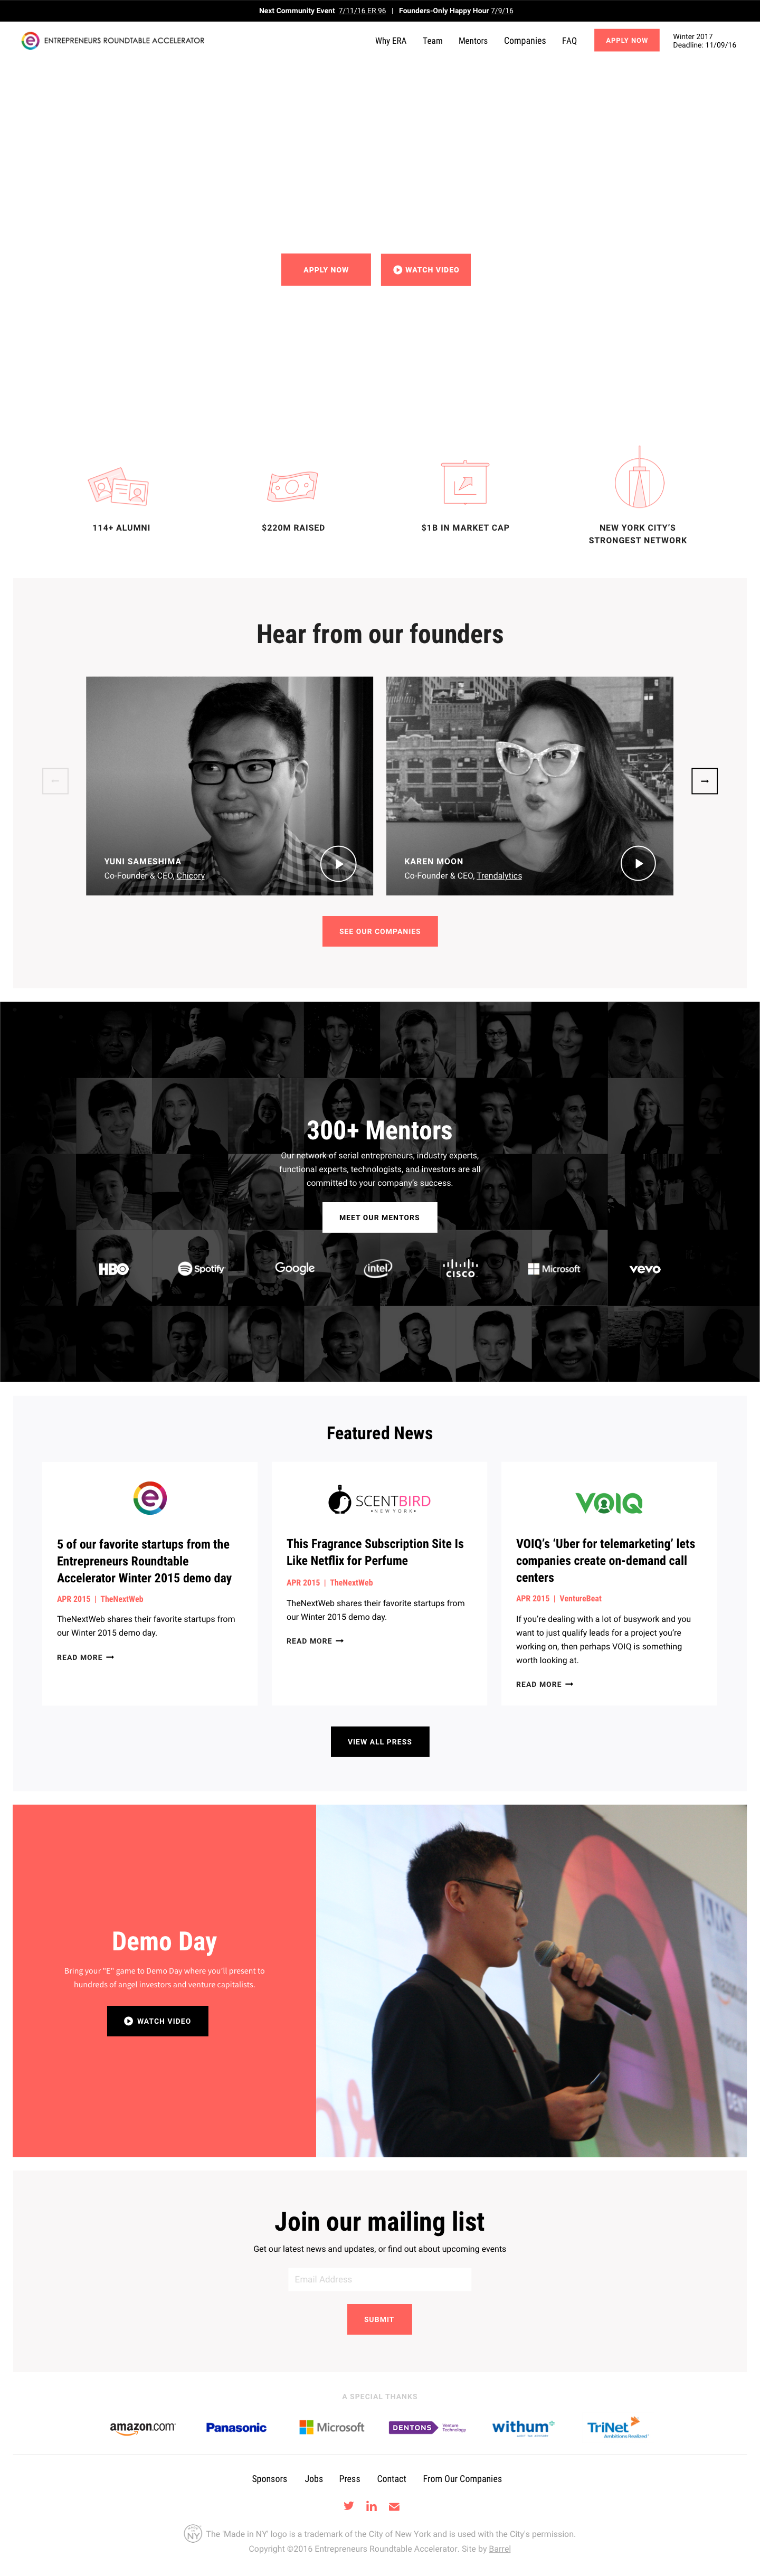 Next Community Event 7/11/16 ER 96 | Founders-Only Happy Hour 7/9/16
e ENTREPRENEURS ROUNDTABLE ACCELERATOR
Why ERA Team Mentors Companies FAQ APPLY NOW
Winter 2017
Deadline: 11/09/16
APPLY NOW WATCH VIDEO
114+ ALUMNI
$220M RAISED
$1B IN MARKET CAP
NEW YORK CITY'S
STRONGEST NETWORK
Hear from our founders
YUNI SAMESHIMA
Co-Founder & CEO, Chicory
KAREN MOON
Co-Founder & CEO, Trendalytics
SEE OUR COMPANIES
300+ Mentors
Our network of serial entrepreneurs, industry experts,
functional experts, technologists, and investors are all
committed to your company's success.
MEET OUR MENTORS
HBO Spotify Google intel CISCO Microsoft vevo
Featured News
e
5 of our favorite startups from the
Entrepreneurs Roundtable
Accelerator Winter 2015 demo day
APR 2015 | TheNextWeb
TheNextWeb shares their favorite startups from
our Winter 2015 demo day.
READ MORE
SCENTBIRD
NEW YORK
This Fragrance Subscription Site Is
Like Netflix for Perfume
APR 2015 | TheNextWeb
TheNextWeb shares their favorite startups from
our Winter 2015 demo day.
READ MORE
VOIQ
VOIQ's 'Uber for telemarketing' lets
companies create on-demand call
centers
APR 2015 | VentureBeat
If you're dealing with a lot of busywork and you
want to just qualify leads for a project you're
working on, then perhaps VOIQ is something
worth looking at.
READ MORE
VIEW ALL PRESS
Demo Day
Bring your "E" game to Demo Day where you'll present to
hundreds of angel investors and venture capitalists.
WATCH VIDEO
Join our mailing list
Get our latest news and updates, or find out about upcoming events
Email Address
SUBMIT
A SPECIAL THANKS
amazon.com Panasonic Microsoft DENTONS Venture Technology withum+ TriNet
Ambitions Realized
Sponsors Jobs Press Contact From Our Companies
in
NY The 'Made in NY' logo is a trademark of the City of New York and is used with the City's permission.
Copyright ©2016 Entrepreneurs Roundtable Accelerator. Site by Barrel